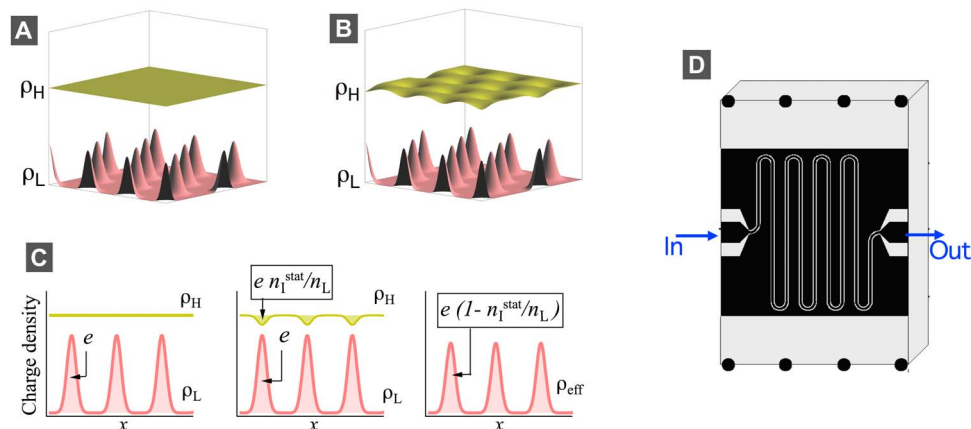 A
ρH
ρL
B
ρH
ρL
C
Charge density
ρH
e
ρL
x
e nIstat/nL
ρH
e
ρL
x
e (1- nIstat/nL)
ρeff
x
D
In
Out